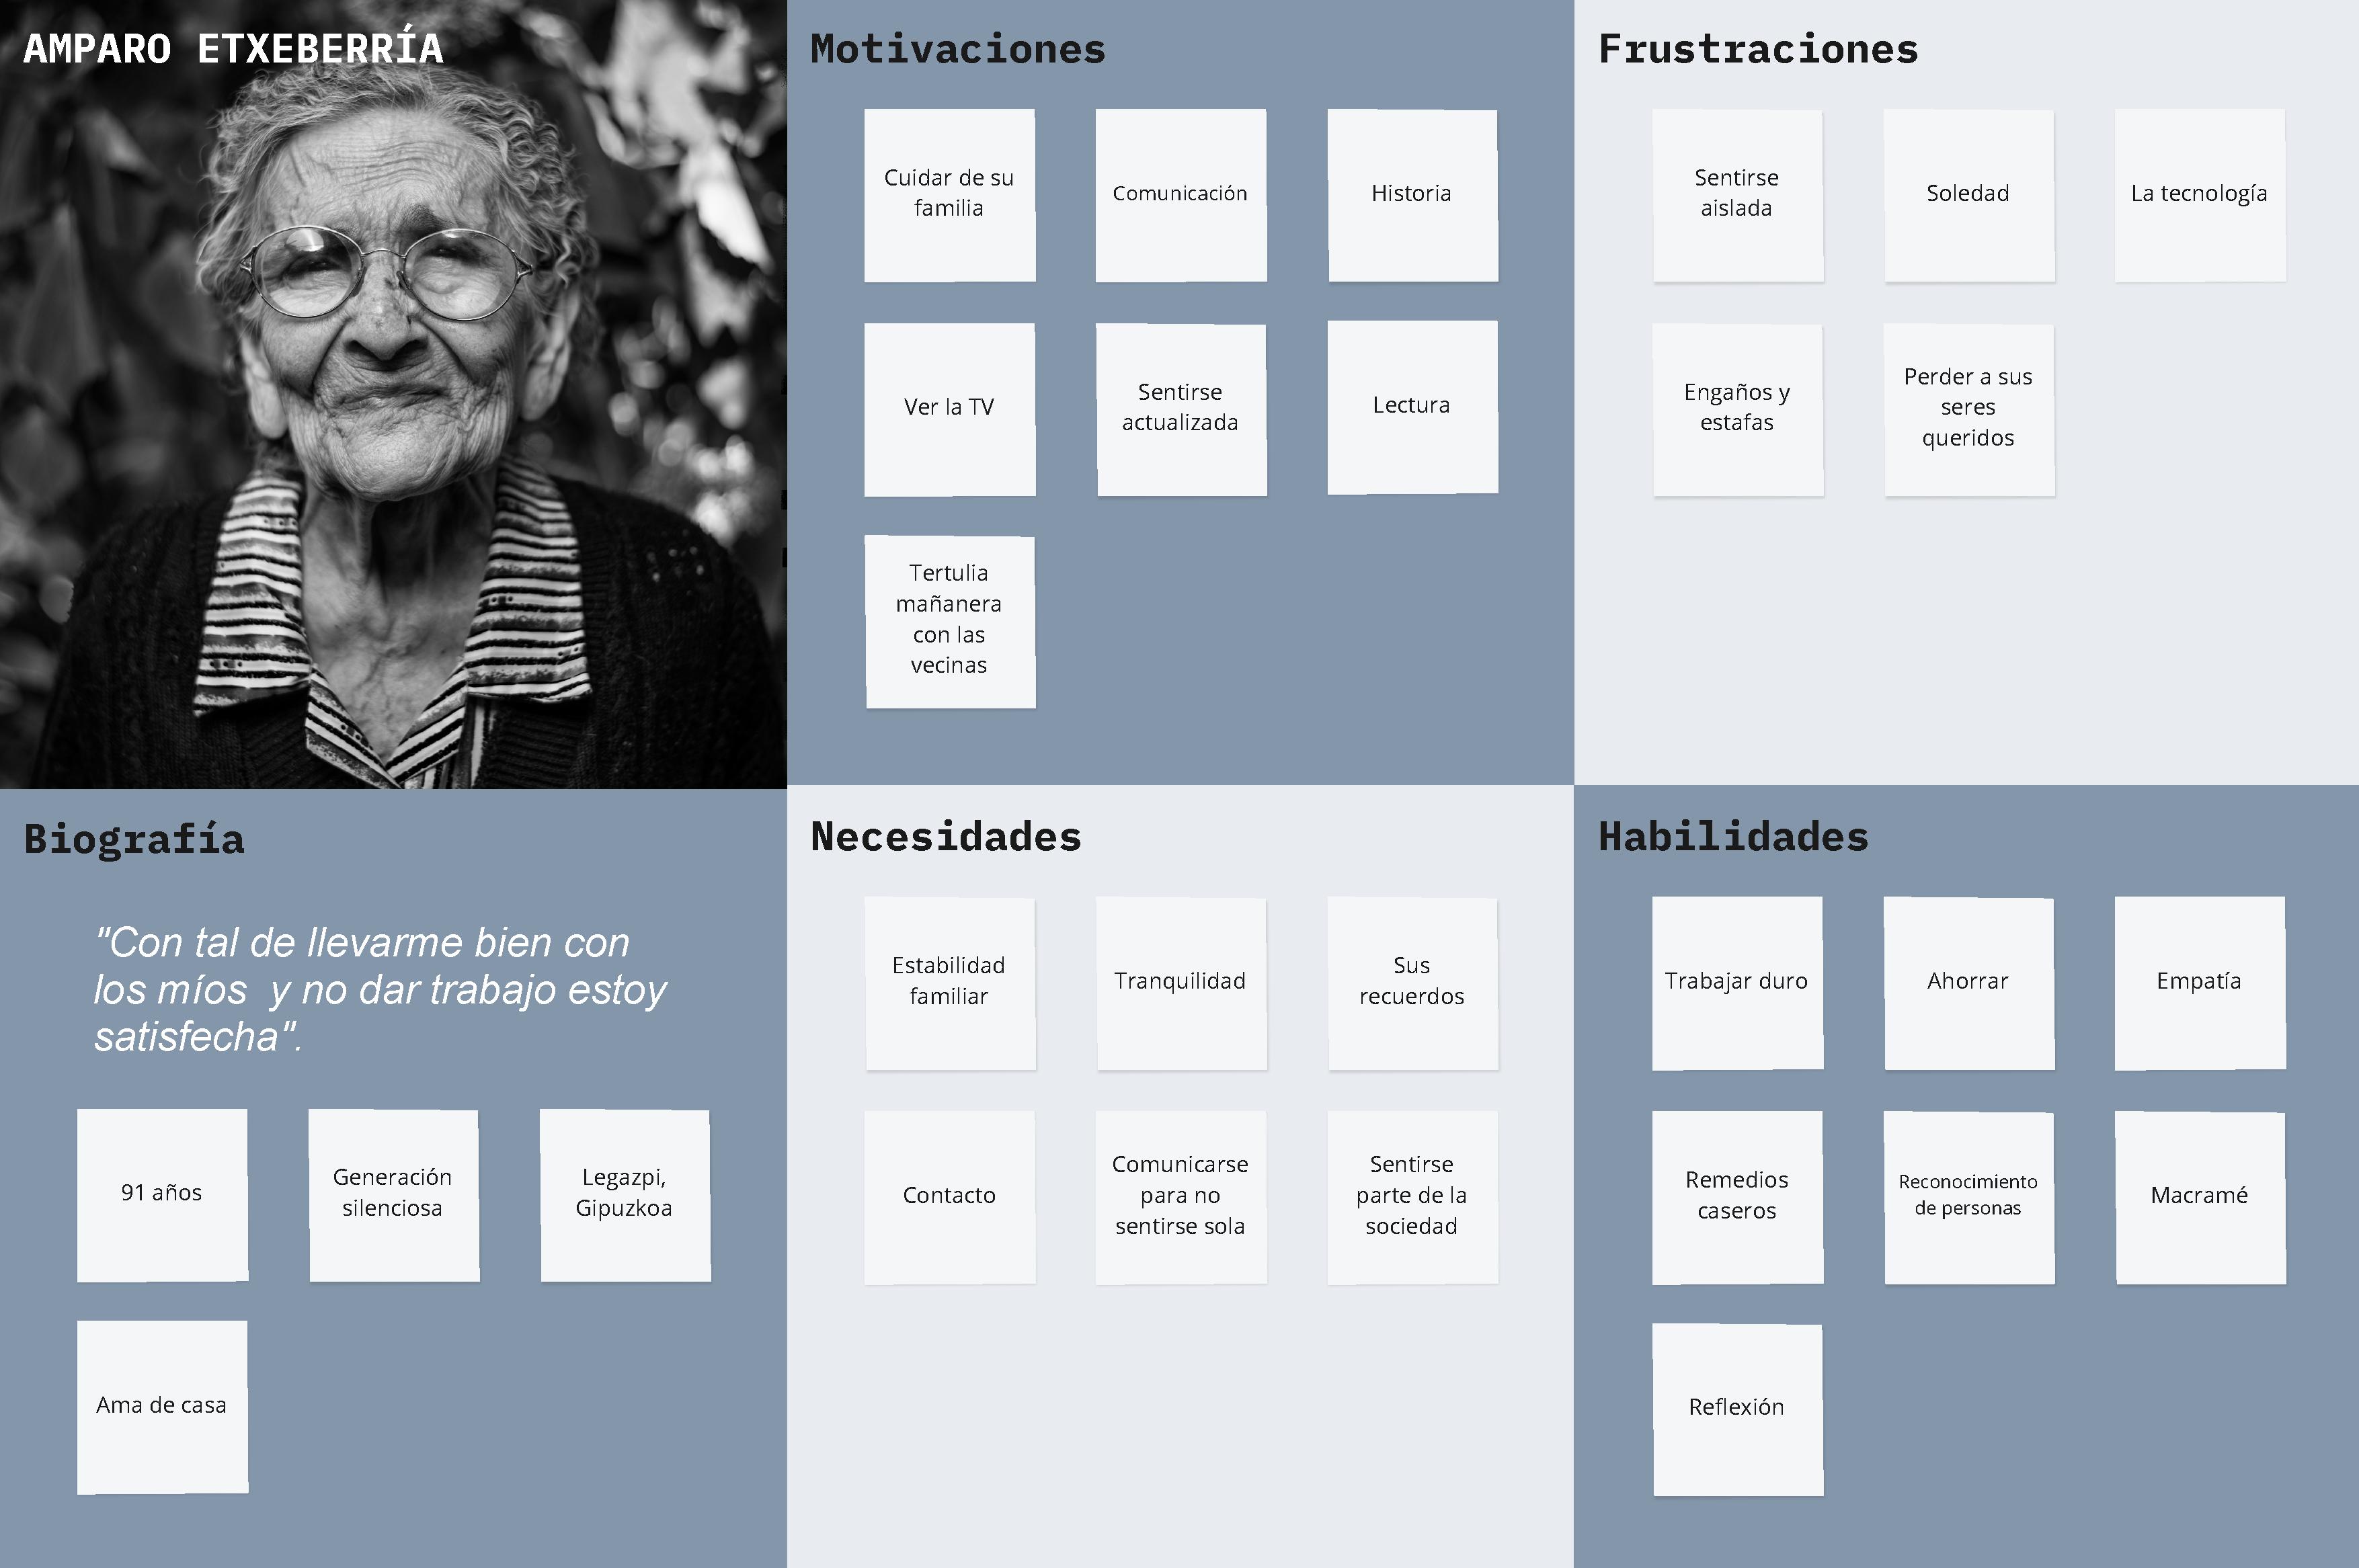 AMPARO ETXEBERRÍA
Motivaciones
Cuidar de su
familia
Comunicación
Historia
Ver la TV
Sentirse
actualizada
Lectura
Tertulia
mañanera
con las
vecinas
Frustraciones
Sentirse
aislada
Soledad
La tecnología
Engaños y
estafas
Perder a sus
seres
queridos
Biografía
"Con tal de llevarme bien con
los míos  y no dar trabajo estoy
satisfecha".
91 años
Generación
silenciosa
Legazpi,
Gipuzkoa
Ama de casa
Necesidades
Estabilidad
familiar
Tranquilidad
Sus
recuerdos
Contacto
Comunicarse
para no
sentirse sola
Sentirse
parte de la
sociedad
Habilidades
Trabajar duro
Ahorrar
Empatía
Remedios
caseros
Reconocimiento
de personas
Macramé
Reflexión